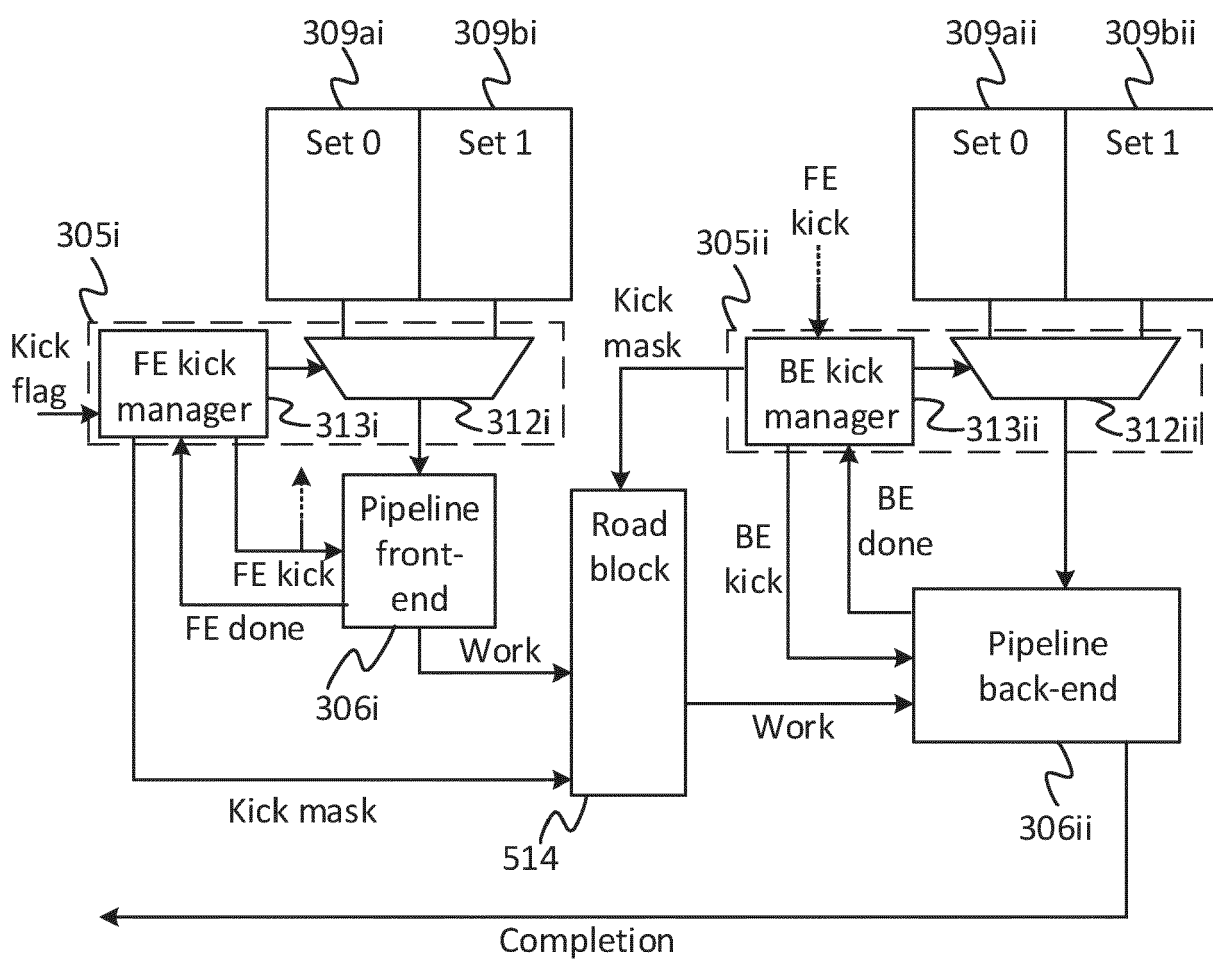 309ai
309bi
309aii
309bii
Set 0
Set 1
Set 0
Set 1
FE
kick
305i
305ii
Kick
flag
FE kick
manager
313i
312i
Kick
mask
BE kick
manager
313ii
312ii
Pipeline
front-
end
FE kick
FE done
306i
Work
Road
block
BE
kick
BE
done
Pipeline
back-end
Work
306ii
Kick mask
514
Completion